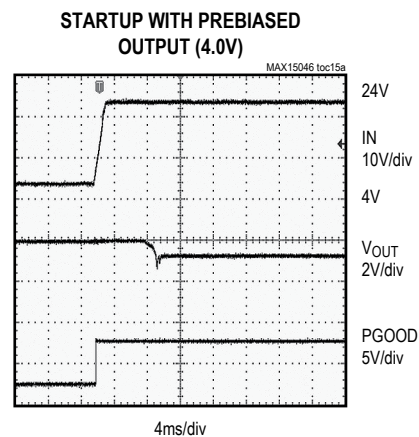 STARTUP WITH PREBIASED
OUTPUT (4.0V)
MAX15046 toc15a
24V
IN
10V/div
4V
VOUT
2V/div
PGOOD
5V/div
4ms/div